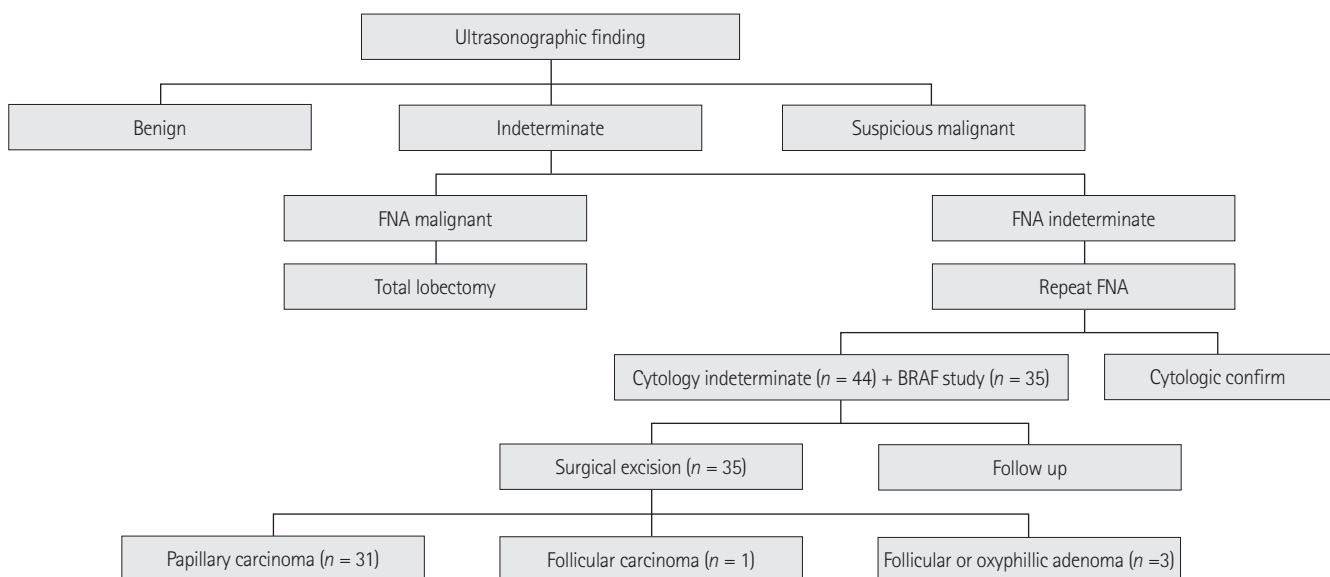 Ultrasonographic finding
Benign
Indeterminate
Suspicious malignant
FNA malignant
FNA indeterminate
Total lobectomy
Repeat FNA
Cytology indeterminate (n = 44) + BRAF study (n = 35)
Cytologic confirm
Surgical excision (n = 35)
Follow up
Papillary carcinoma (n = 31)
Follicular carcinoma (n = 1)
Follicular or oxyphillic adenoma (n =3)